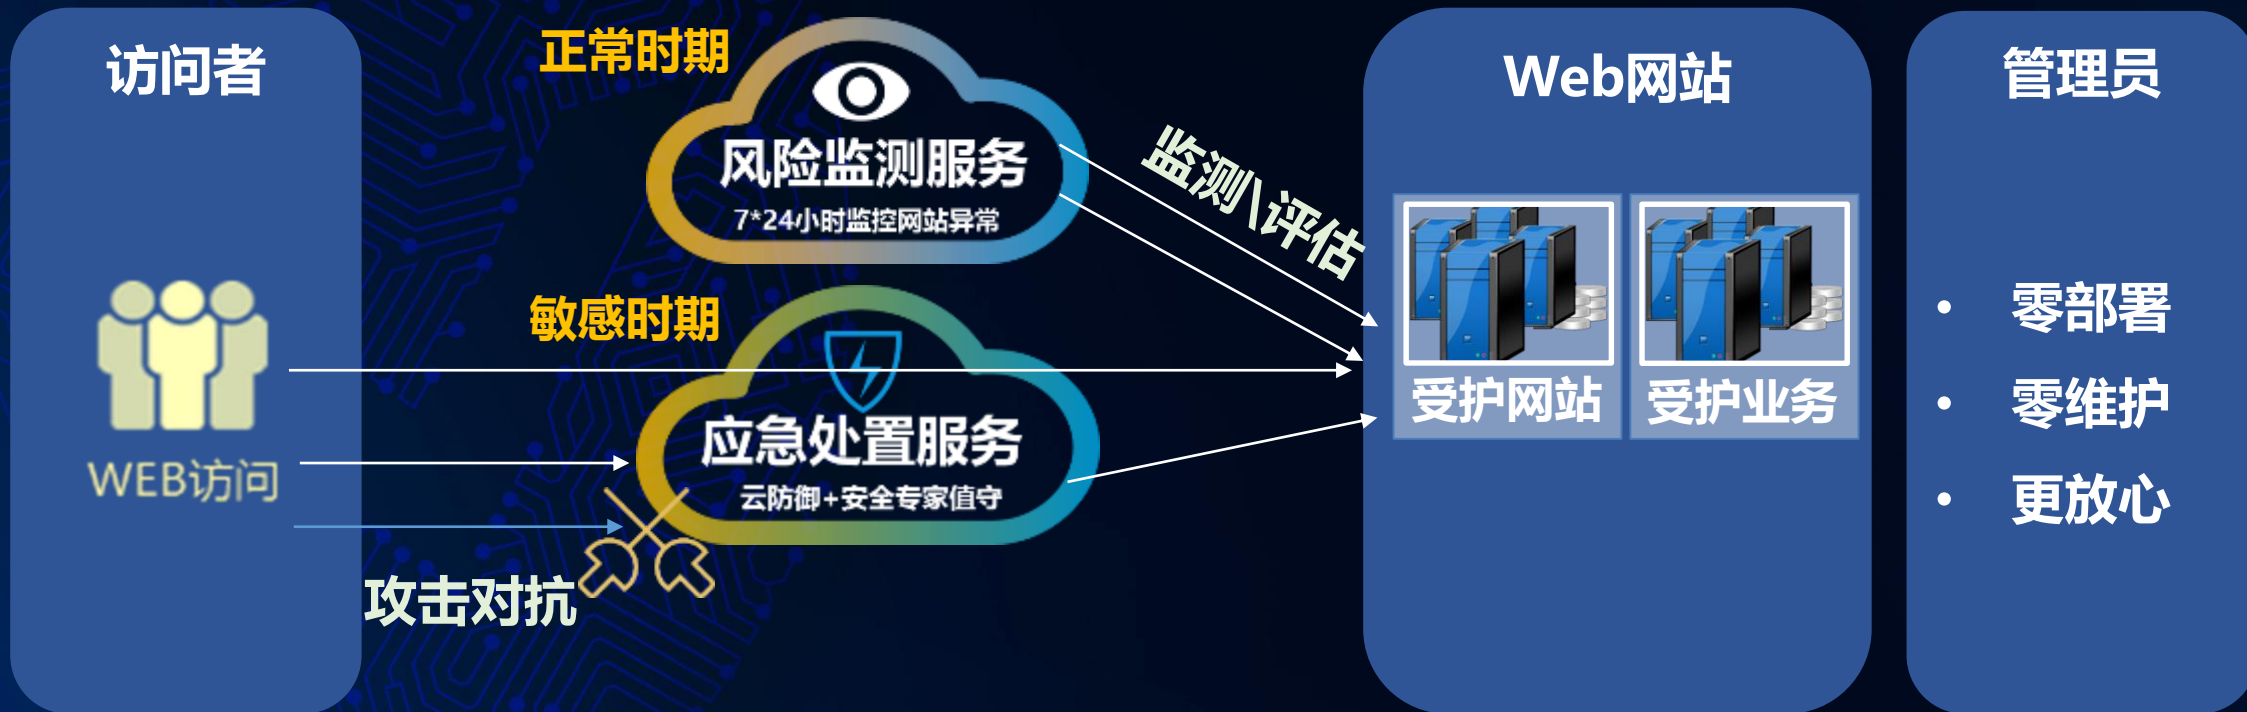 访问者
WEB访问
正常时期
风险监测服务
7*24小时监控网站异常
敏感时期
应急处置服务
云防御+安全专家值守
攻击对抗
监测\评估
Web网站
受护网站
受护业务
管理员
• 零部署
• 零维护
• 更放心